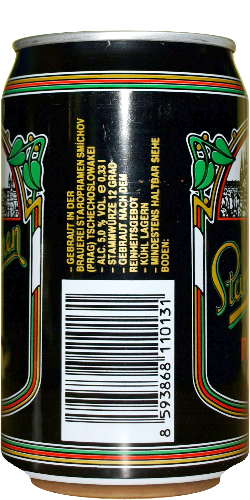 - GEBRAUT IN DER
BRAUEREI STAROPRAMEN SMÍCHOV
(PRAG) TSCHECHOSLOWAKEI
- ALC. 5,0 % VOL. INH. e 0,33 l
- STAMMWÜRZE 12 GRAD
- GEBRAUT NACH DEM
REINHEITSGEBOT
- KÜHL LAGERN
- MINDESTENS HALTBAR SIEHE
BODEN:
8 593868 110131